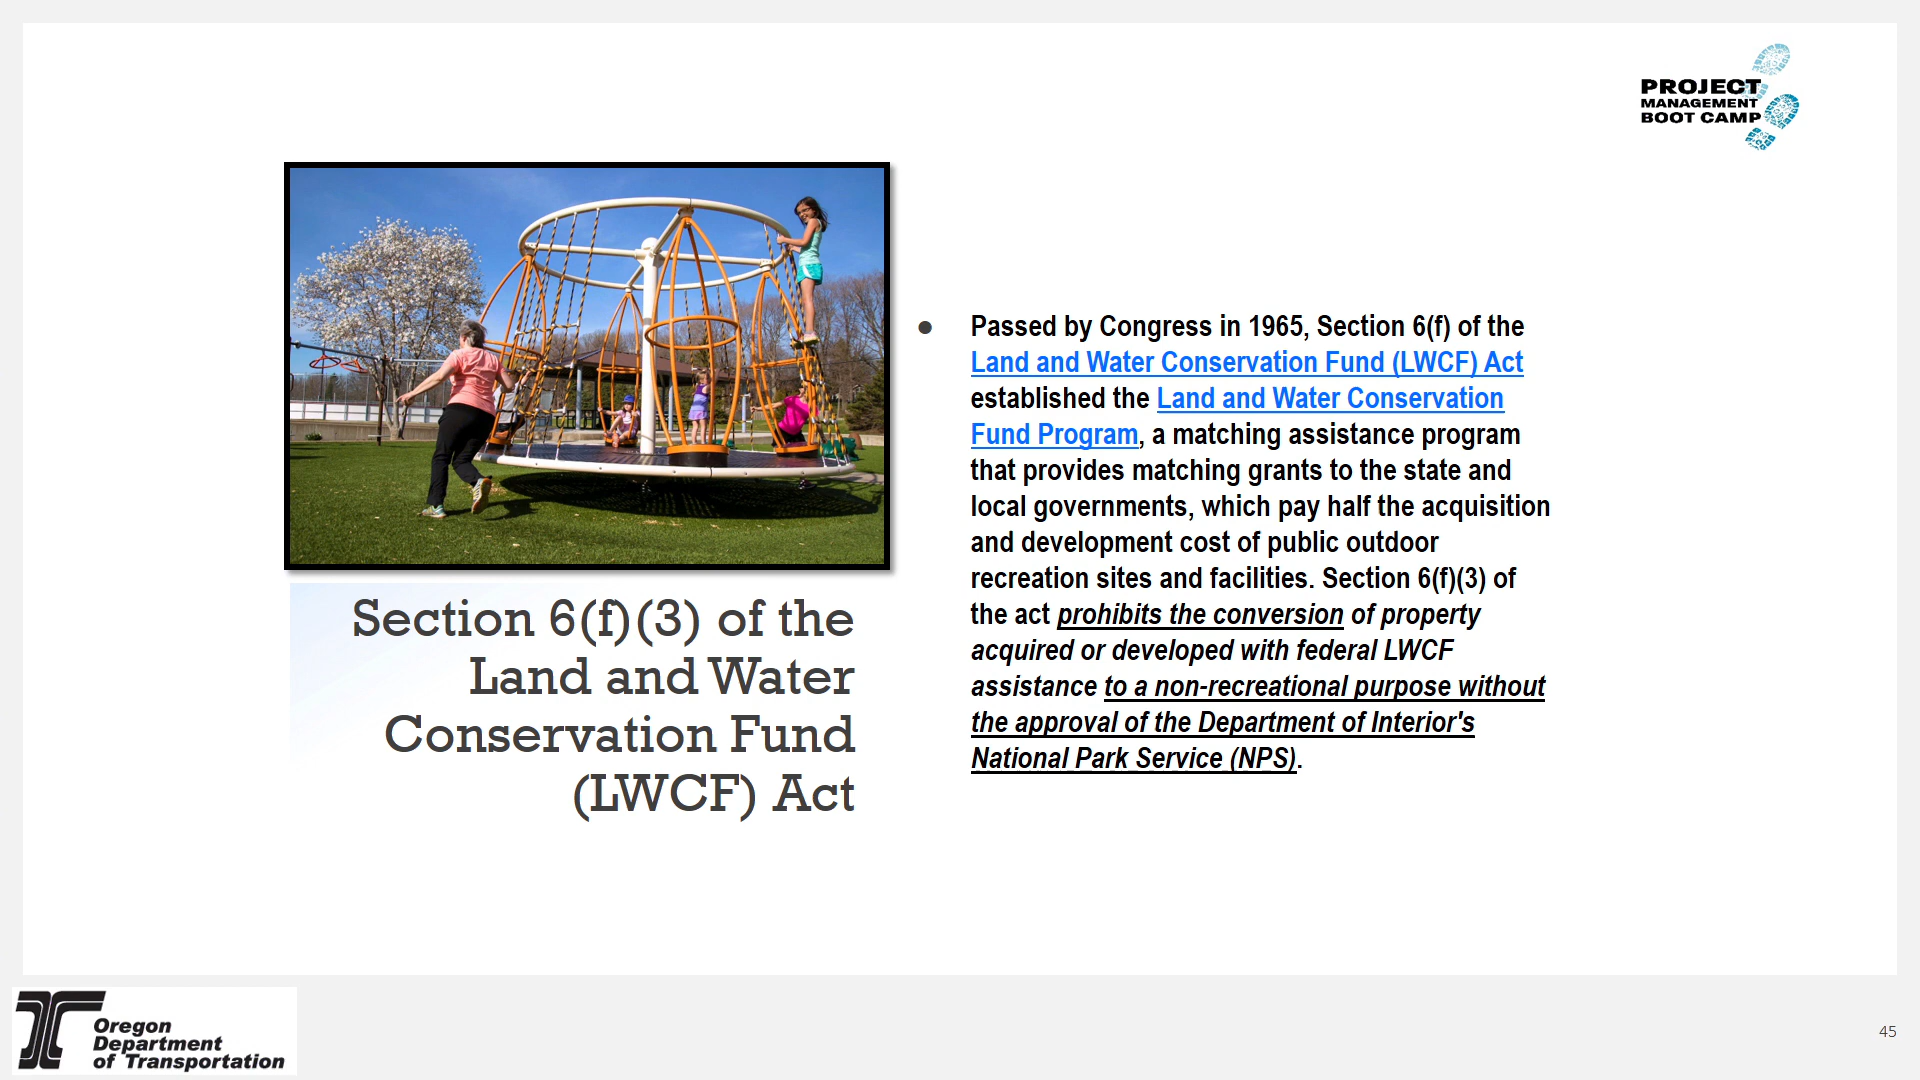 PROJECT
MANAGEMENT
BOOT CAMP
Section 6(f)(3) of the
Land and Water
Conservation Fund
(LWCF) Act
● Passed by Congress in 1965, Section 6(f) of the
Land and Water Conservation Fund (LWCF) Act
established the Land and Water Conservation
Fund Program, a matching assistance program
that provides matching grants to the state and
local governments, which pay half the acquisition
and development cost of public outdoor
recreation sites and facilities. Section 6(f)(3) of
the act prohibits the conversion of property
acquired or developed with federal LWCF
assistance to a non-recreational purpose without
the approval of the Department of Interior's
National Park Service (NPS).
Oregon
Department
of Transportation
45